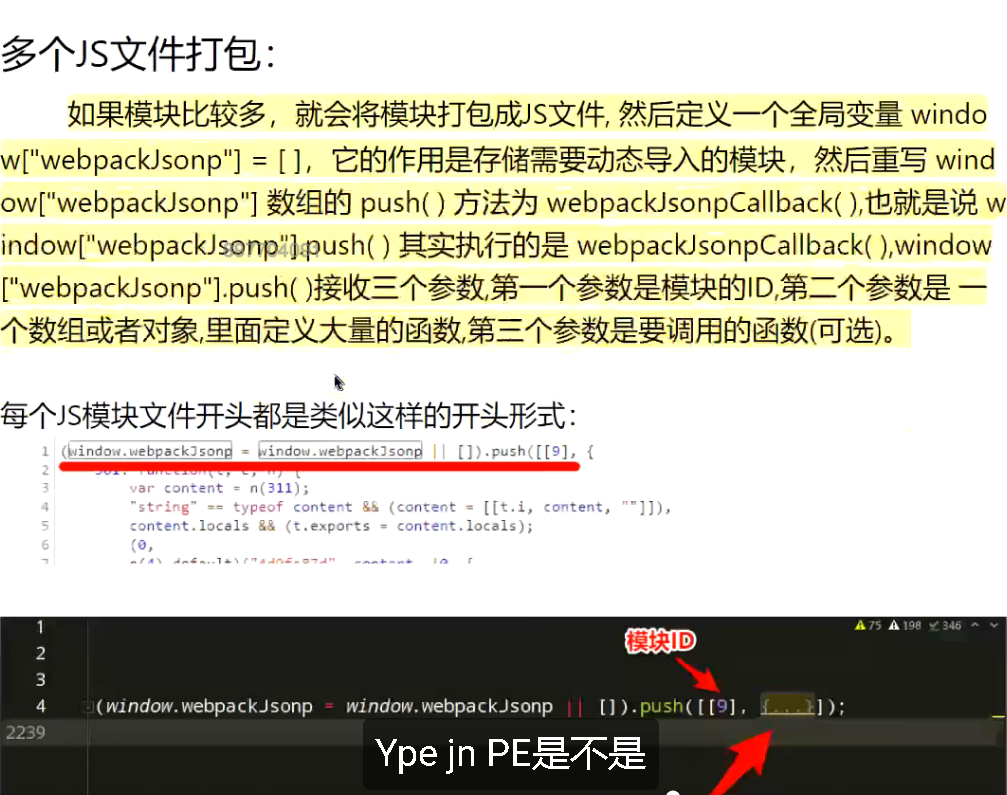 多个JS文件打包：
如果模块比较多，就会将模块打包成JS文件, 然后定义一个全局变量 windo
w["webpackJsonp"] = [ ]，它的作用是存储需要动态导入的模块，然后重写 wind
ow["webpackJsonp"] 数组的 push( ) 方法为 webpackJsonpCallback( ),也就是说 w
indow["webpackJsonp"].push( ) 其实执行的是 webpackJsonpCallback( ),window
["webpackJsonp"].push( )接收三个参数,第一个参数是模块的ID,第二个参数是 一
个数组或者对象,里面定义大量的函数,第三个参数是要调用的函数(可选)。
每个JS模块文件开头都是类似这样的开头形式：
1 (window.webpackJsonp = window.webpackJsonp || []).push([[9], {
2
3 var content = n(311);
4 "string" == typeof content && (content = [[t.i, content, ""]]),
5 content.locals && (t.exports = content.locals);
6 (0,
7
1 75 198 346
2 模块ID
3
4 (window.webpackJsonp = window.webpackJsonp || []).push([[9], {...}]);
2239
Ype jn PE是不是